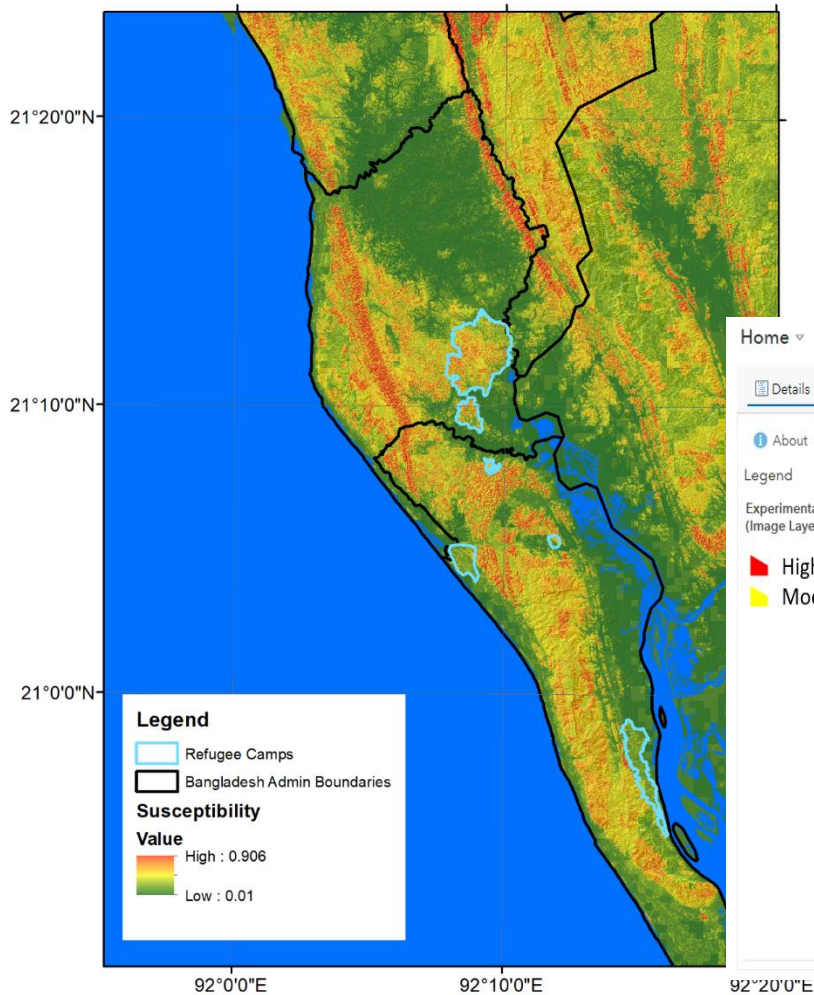 21°20'0"N
21°10'0"N
21°0'0"N
Legend
Refugee Camps
Bangladesh Admin Boundaries
Susceptibility
Value
High : 0.906
Low : 0.01
92°0'0"E
92°10'0"E
92°20'0"E
Home
Details
About
Legend